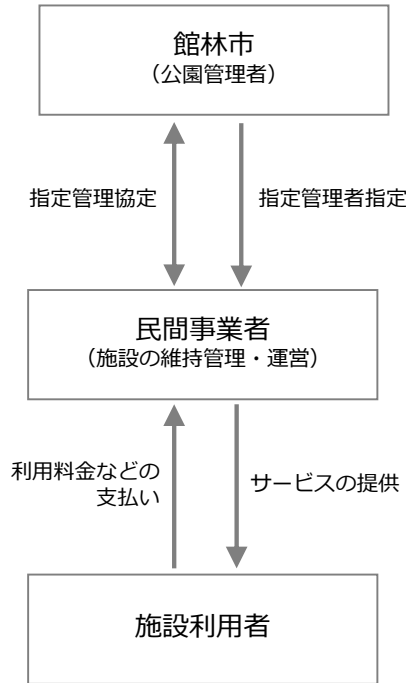 館林市
（公園管理者）
指定管理協定
指定管理者指定
民間事業者
（施設の維持管理・運営）
利用料金などの
支払い
サービスの提供
施設利用者